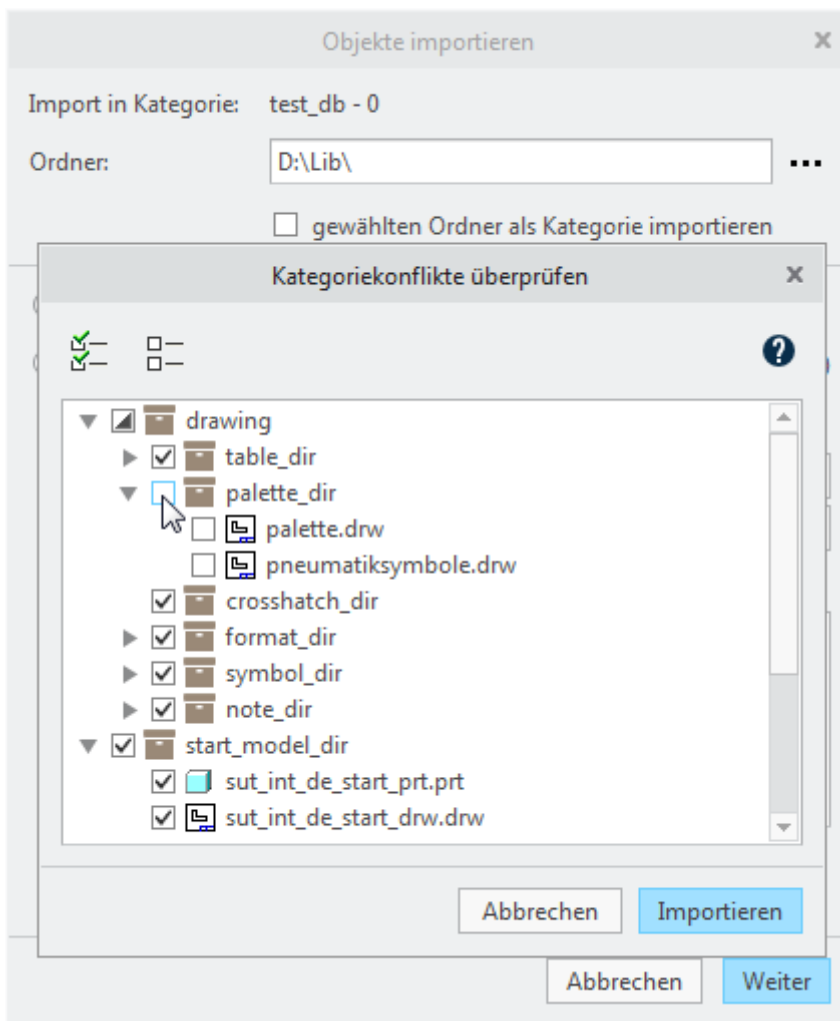 Objekte importieren
Import in Kategorie: test_db - 0
Ordner: D:\Lib\
gewählten Ordner als Kategorie importieren
Kategoriekonflikte überprüfen
drawing
table_dir
palette_dir
palette.drw
pneumatiksymbole.drw
crosshatch_dir
format_dir
symbol_dir
note_dir
start_model_dir
sut_int_de_start_prt.prt
sut_int_de_start_drw.drw
Abbrechen Importieren
Abbrechen Weiter